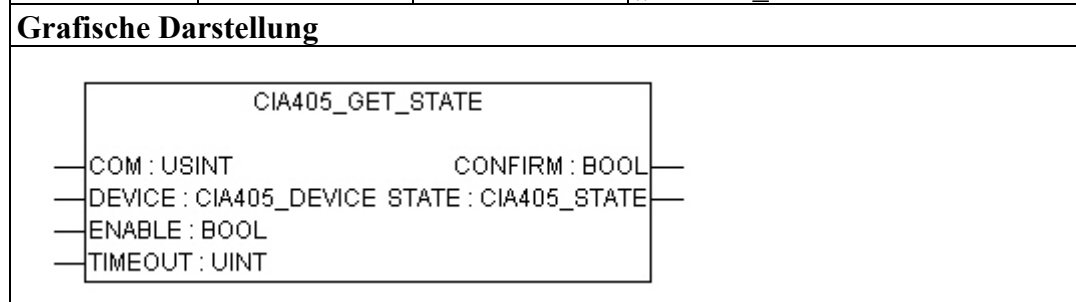 Grafische Darstellung
CIA405_GET_STATE
COM : USINT CONFIRM : BOOL
DEVICE : CIA405_DEVICE STATE : CIA405_STATE
ENABLE : BOOL
TIMEOUT : UINT